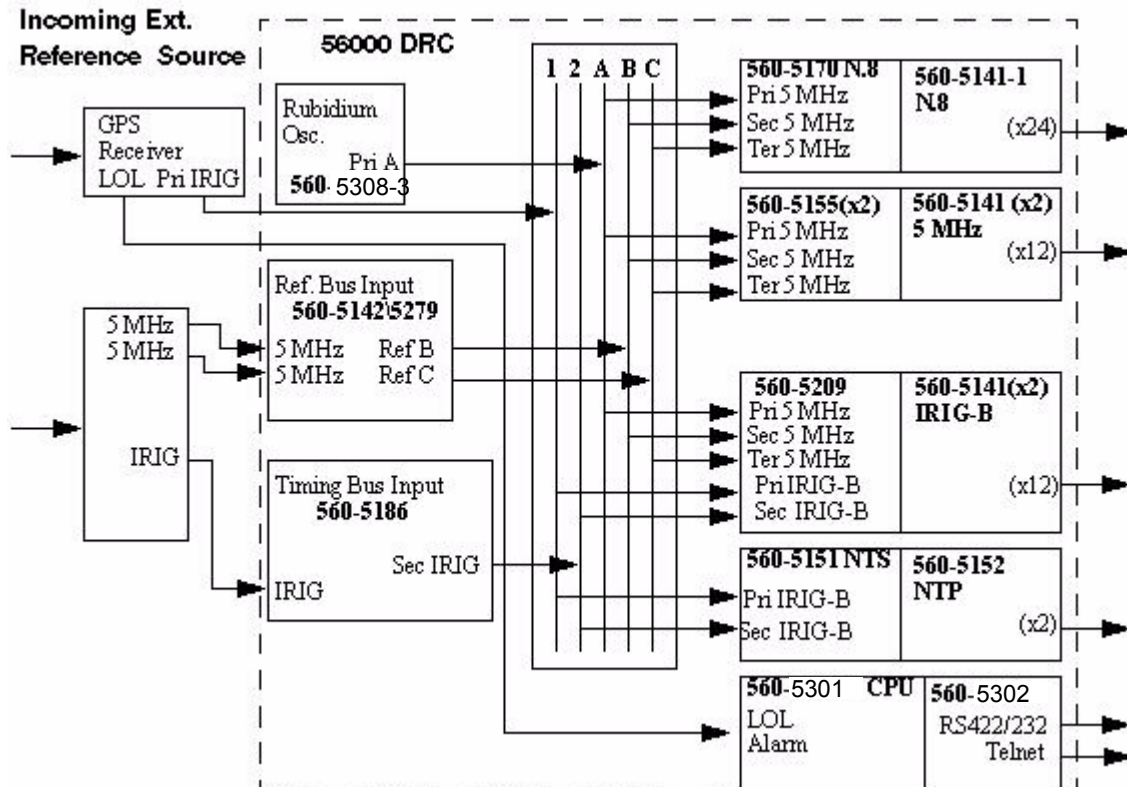 Incoming Ext.
Reference Source
56000 DRC
1 2 A B C
GPS
Receiver
LOL Pri IRIG
Rubidium
Osc.
Pri A
560-5308-3
5 MHz
5 MHz
IRIG
Ref. Bus Input
560-5142\5279
5 MHz Ref B
5 MHz Ref C
Timing Bus Input
560-5186
Sec IRIG
IRIG
560-5170 N.8
Pri 5 MHz
Sec 5 MHz
Ter 5 MHz
560-5141-1
N.8
(x24)
560-5155(x2)
Pri 5 MHz
Sec 5 MHz
Ter 5 MHz
560-5141 (x2)
5 MHz
(x12)
560-5209
Pri 5 MHz
Sec 5 MHz
Ter 5 MHz
Pri IRIG-B
Sec IRIG-B
560-5141(x2)
IRIG-B
(x12)
560-5151 NTS
Pri IRIG-B
Sec IRIG-B
560-5152
NTP
(x2)
560-5301 CPU
LOL
Alarm
560-5302
RS422/232
Telnet